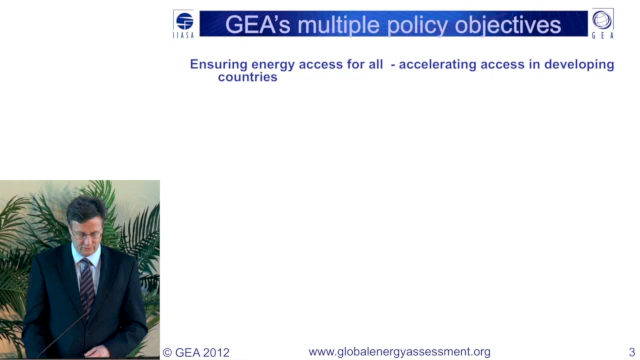 GEA's multiple policy objectives
IIASA
GEA
Ensuring energy access for all - accelerating access in developing
countries
© GEA 2012
www.globalenergyassessment.org
3